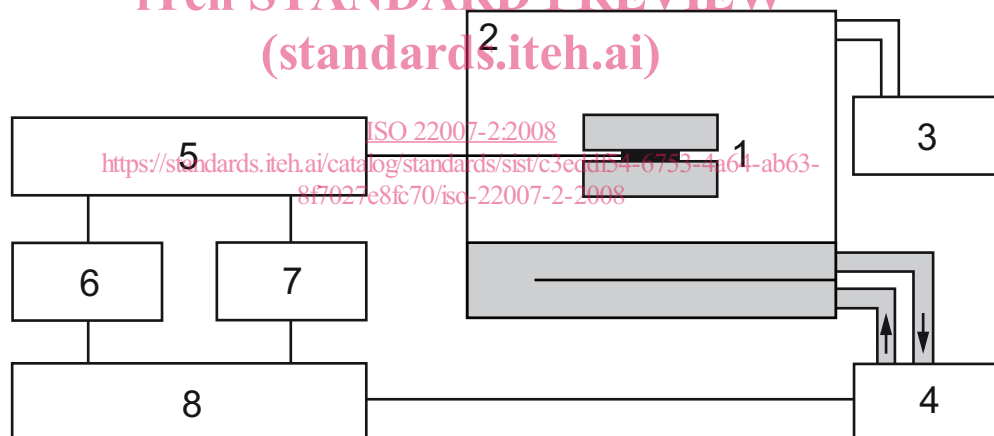 iTeh STANDARD PREVIEW
(standards.iteh.ai)
2
ISO 22007-2:2008
3
5
1
https://standards.iteh.ai/catalog/standards/sist/c3eddf54-6753-4a64-ab63-
8f7027e8fc70/iso-22007-2-2008
6
7
8
4